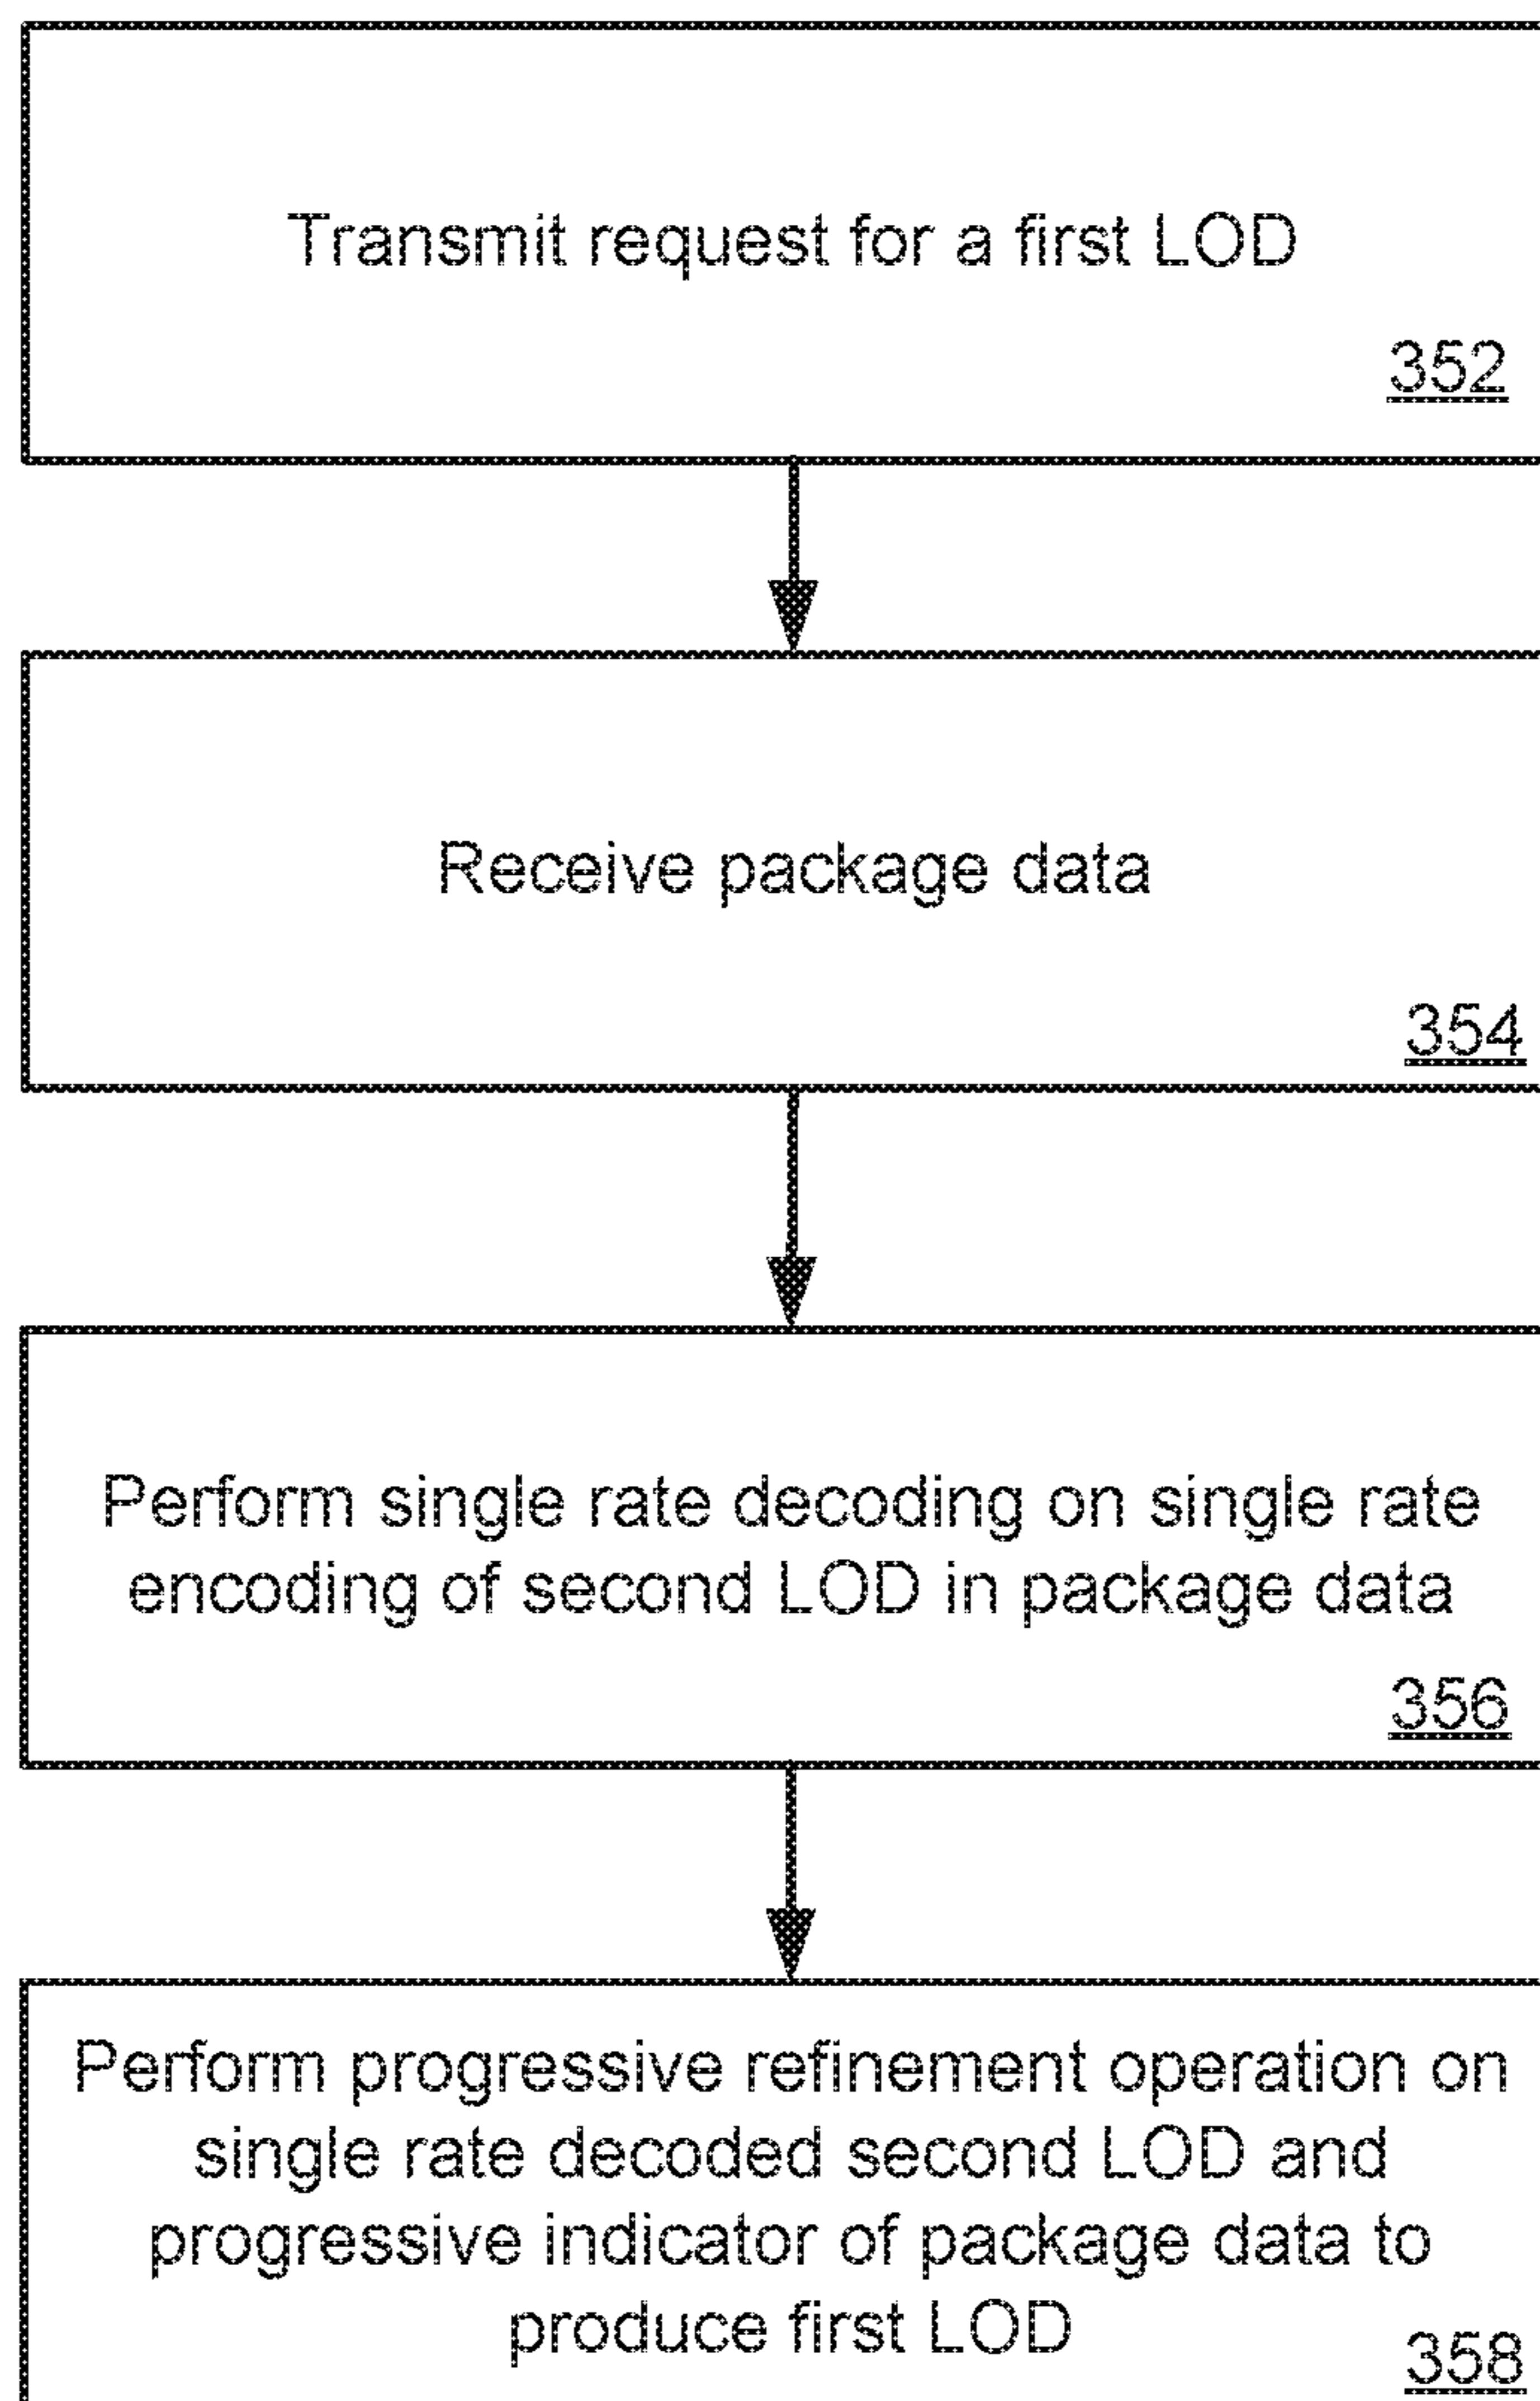 Transmit request for a first LOD
352
Receive package data
354
Perform single rate decoding on single rate
encoding of second LOD in package data
356
Perform progressive refinement operation on
single rate decoded second LOD and
progressive indicator of package data to
produce first LOD
358